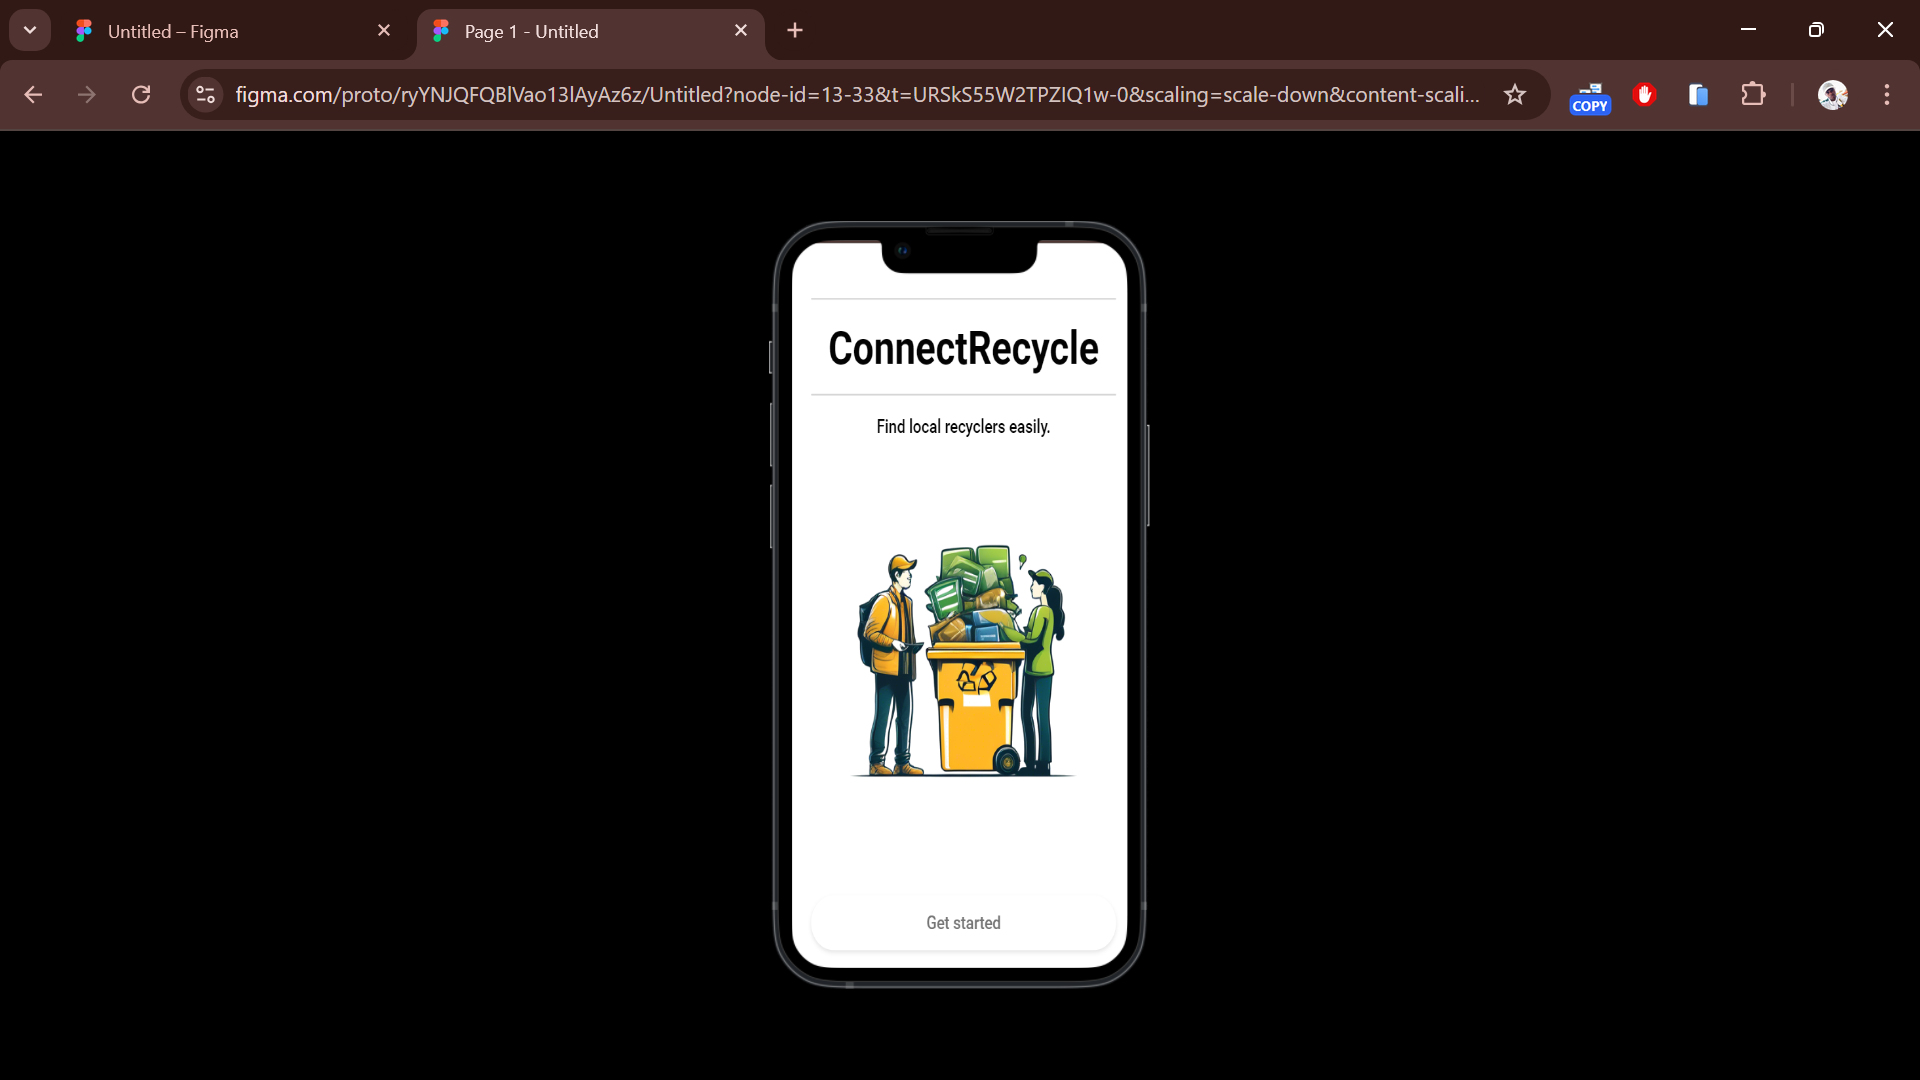 Untitled – Figma
Page 1 - Untitled
figma.com/proto/ryYNJQFQBlVao13lAyAz6z/Untitled?node-id=13-33&t=URSkS55W2TPZIQ1w-0&scaling=scale-down&content-scali...
COPY
ConnectRecycle
Find local recyclers easily.
Get started